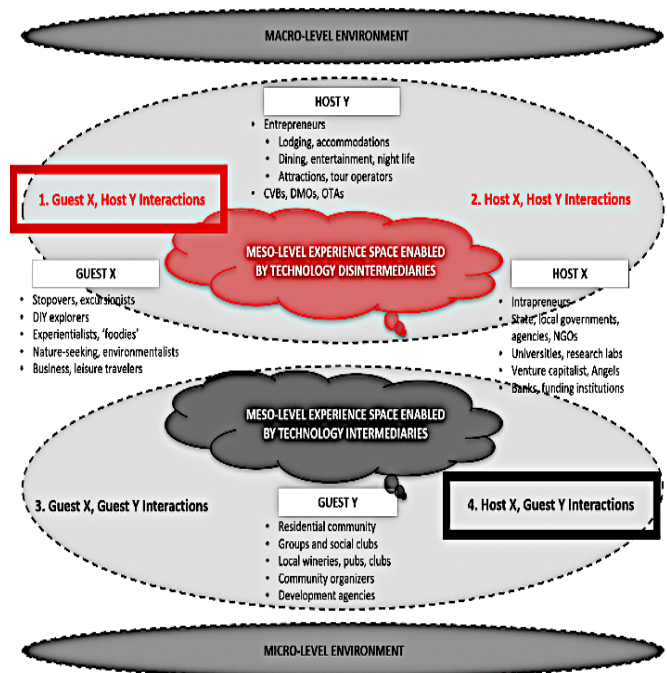 MACRO-LEVEL ENVIRONMENT
HOST Y
• Entrepreneurs
• Lodging, accommodations
• Dining, entertainment, night life
• Attractions, tour operators
• CVBs, DMOs, OTAs
1. Guest X, Host Y Interactions
2. Host X, Host Y Interactions
MESO-LEVEL EXPERIENCE SPACE ENABLED
BY TECHNOLOGY DISINTERMEDIARIES
GUEST X
• Stopovers, excursionists
• DIY explorers
• Experientialists, 'foodies'
• Nature-seeking, environmentalists
• Business, leisure travelers
HOST X
• Intrapreneurs
• State, local governments,
agencies, NGOs
• Universities, research labs
• Venture capitalist, Angels
• Banks, funding institutions
MESO-LEVEL EXPERIENCE SPACE ENABLED
BY TECHNOLOGY INTERMEDIARIES
3. Guest X, Guest Y Interactions
GUEST Y
• Residential community
• Groups and social clubs
• Local wineries, pubs, clubs
• Community organizers
• Development agencies
4. Host X, Guest Y Interactions
MICRO-LEVEL ENVIRONMENT